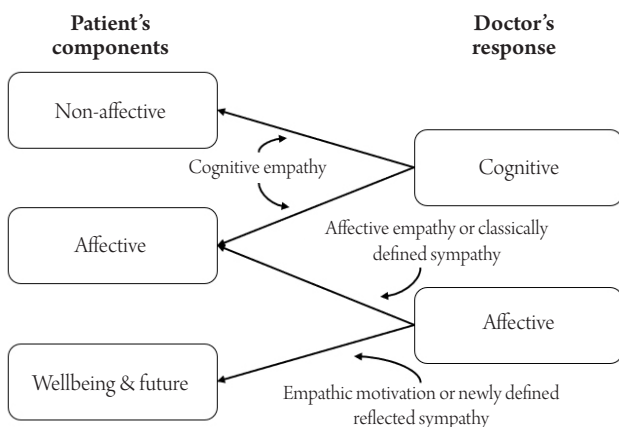 Patient's
components
Doctor's
response
Non-affective
Cognitive empathy
Cognitive
Affective
Affective empathy or classically
defined sympathy
Affective
Wellbeing & future
Empathic motivation or newly defined
reflected sympathy